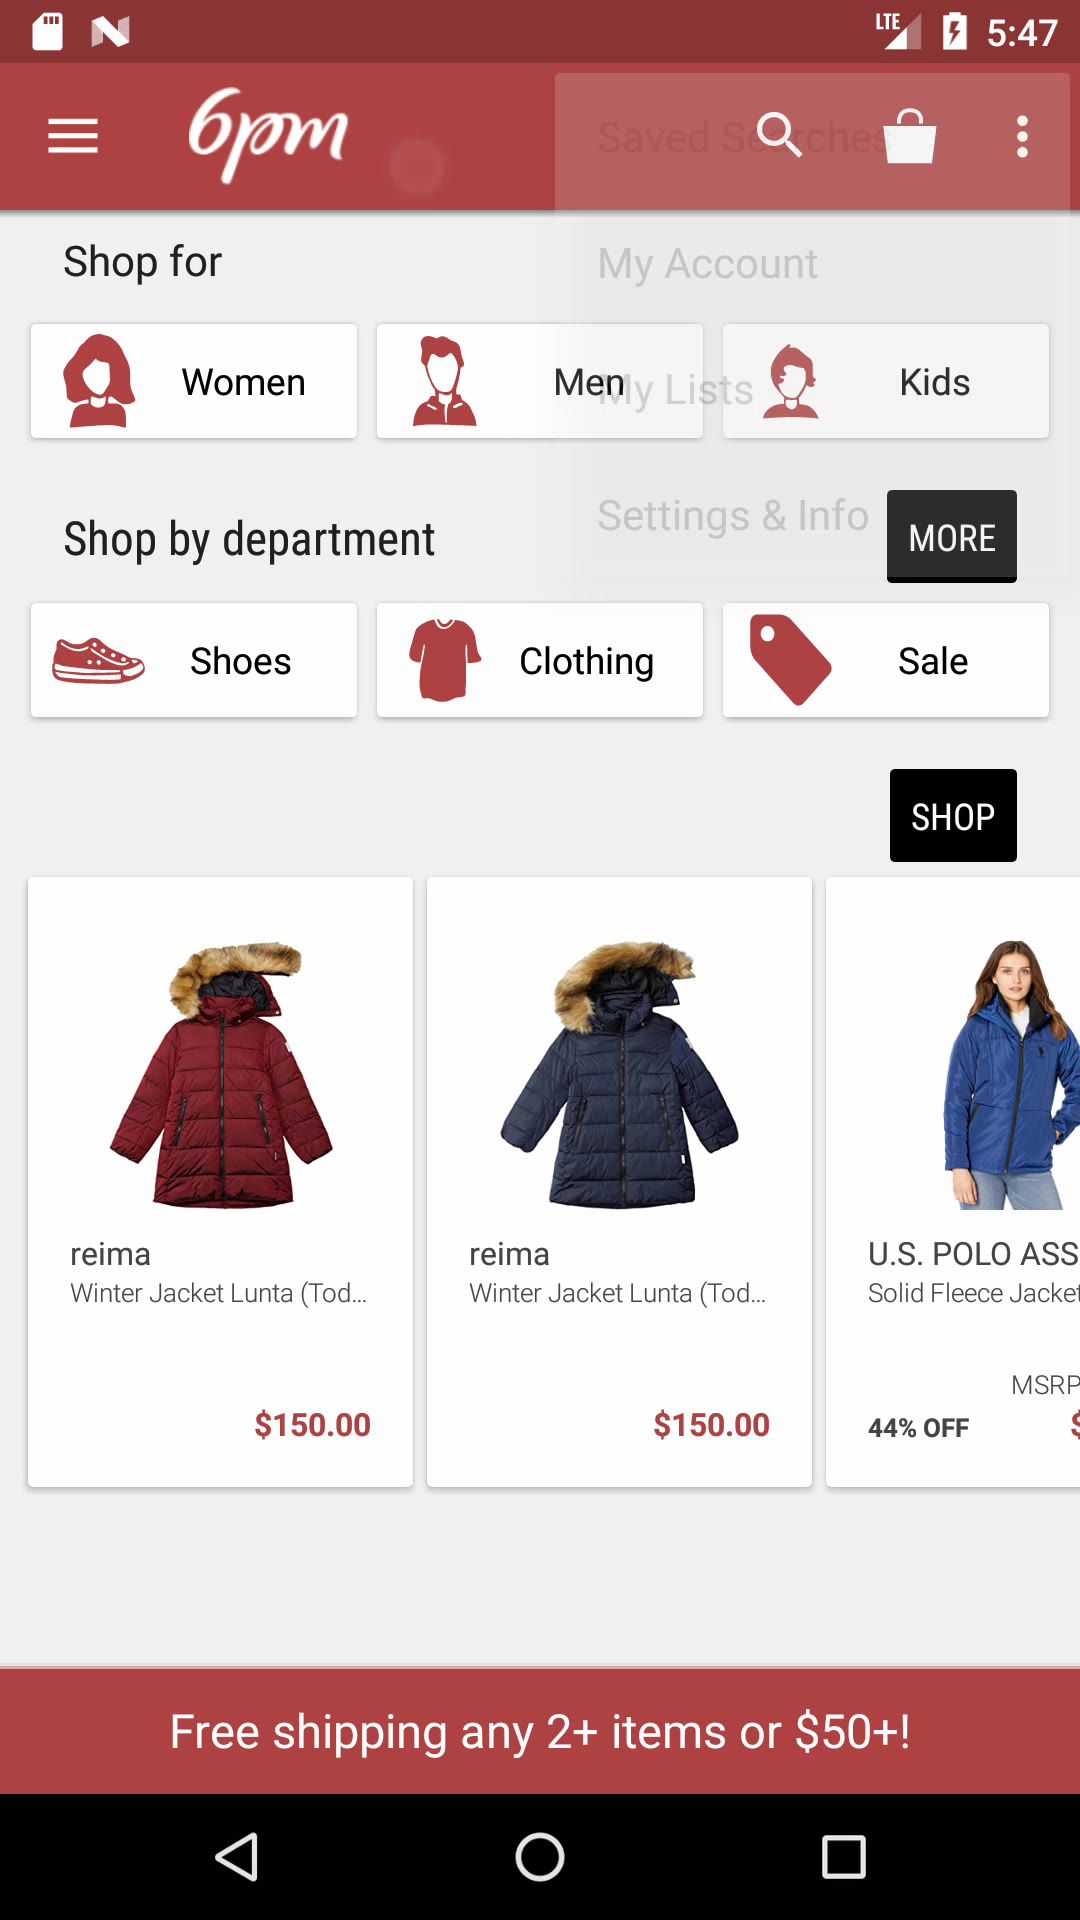 5:47
LTE
6pm
Saved Searches
Shop for
My Account
Women
Men
My Lists
Kids
Shop by department
Settings & Info
MORE
Shoes
Clothing
Sale
SHOP
reima
Winter Jacket Lunta (Tod...
$150.00
reima
Winter Jacket Lunta (Tod...
$150.00
U.S. POLO ASS
Solid Fleece Jacket
MSRP
44% OFF
$
Free shipping any 2+ items or $50+!